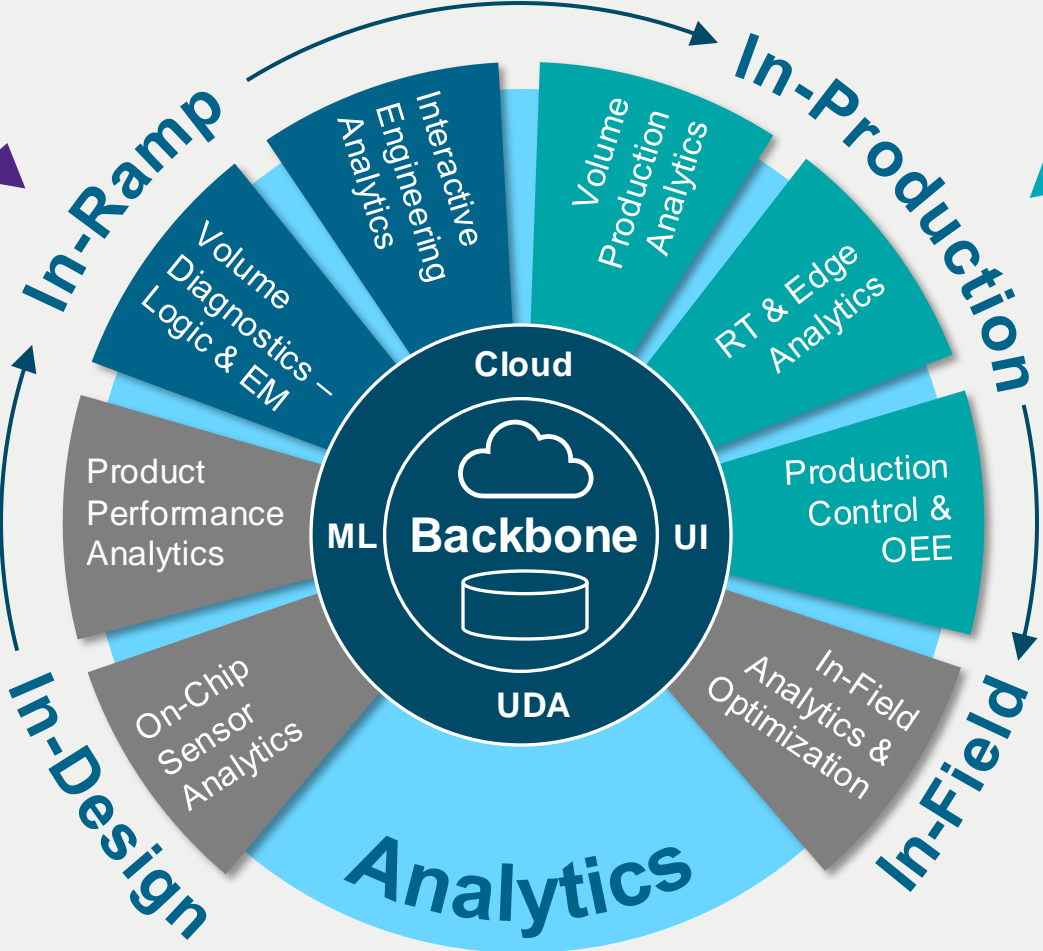 In-Design
In-Ramp
In-Production
In-Field
On-Chip
Sensor
Analytics
Product
Performance
Analytics
Volume
Diagnostics –
Logic & EM
Interactive
Engineering
Analytics
Volume
Production
Analytics
RT & Edge
Analytics
Production
Control &
OEE
In-Field
Analytics &
Optimization
Cloud
ML
Backbone
UI
UDA
Analytics